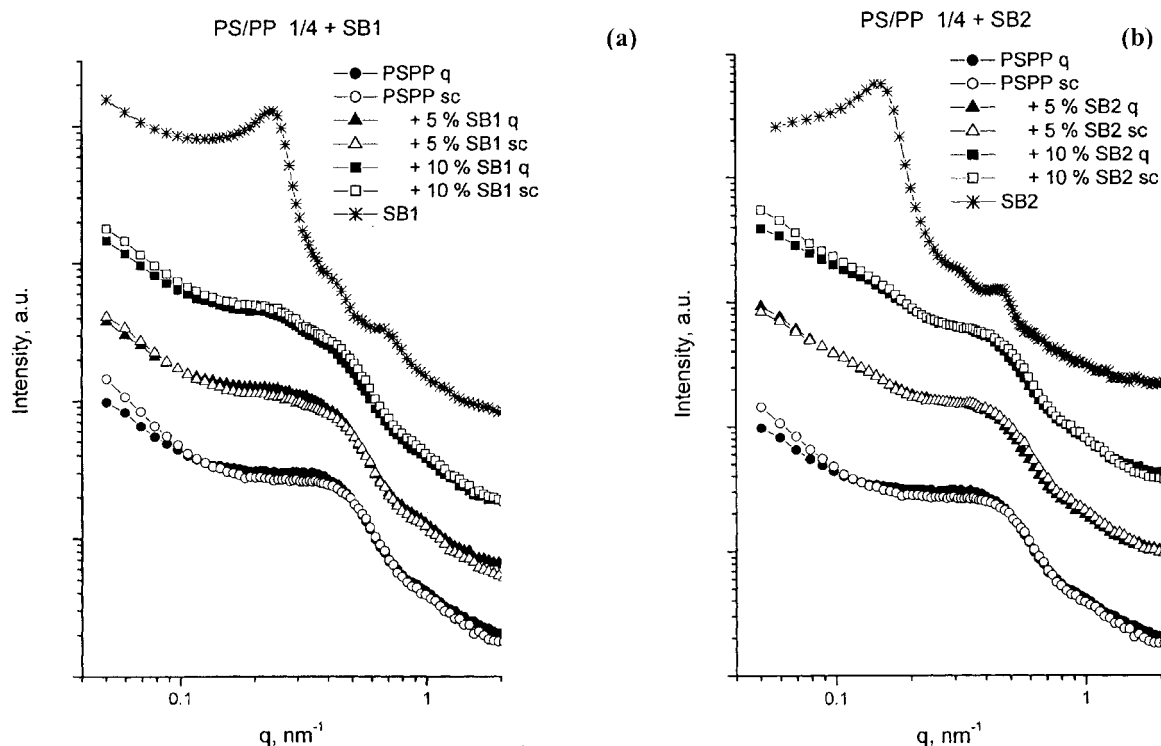 PS/PP 1/4 + SB1
(a)
PSPP q
PSPP sc
+ 5 % SB1 q
+ 5 % SB1 sc
+ 10 % SB1 q
+ 10 % SB1 sc
SB1
Intensity, a.u.
0.1
1
q, nm⁻¹
PS/PP 1/4 + SB2
(b)
PSPP q
PSPP sc
+ 5 % SB2 q
+ 5 % SB2 sc
+ 10 % SB2 q
+ 10 % SB2 sc
SB2
Intensity, a.u.
0.1
1
q, nm⁻¹